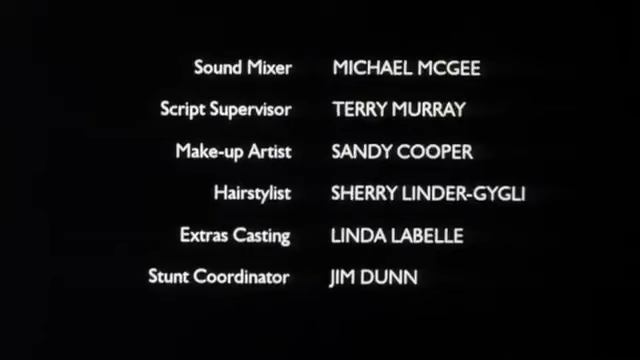 Sound Mixer MICHAEL MCGEE
Script Supervisor TERRY MURRAY
Make-up Artist SANDY COOPER
Hairstylist SHERRY LINDER-GYGLI
Extras Casting LINDA LABELLE
Stunt Coordinator JIM DUNN